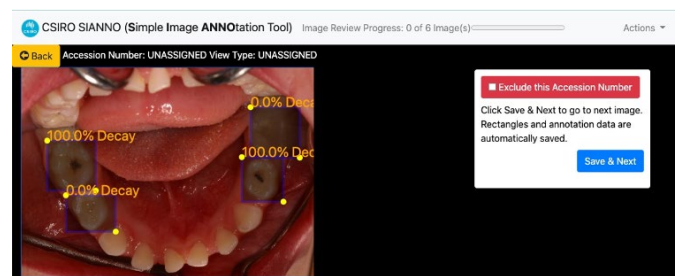 CSIRO SIANNO (Simple Image ANNOtation Tool) Image Review Progress: 0 of 6 Image(s) Actions
Back Accession Number: UNASSIGNED View Type: UNASSIGNED
0.0% Deca
100.0% Decay
100.0% Dec
0.0% Decay
Exclude this Accession Number
Click Save & Next to go to next image.
Rectangles and annotation data are
automatically saved.
Save & Next